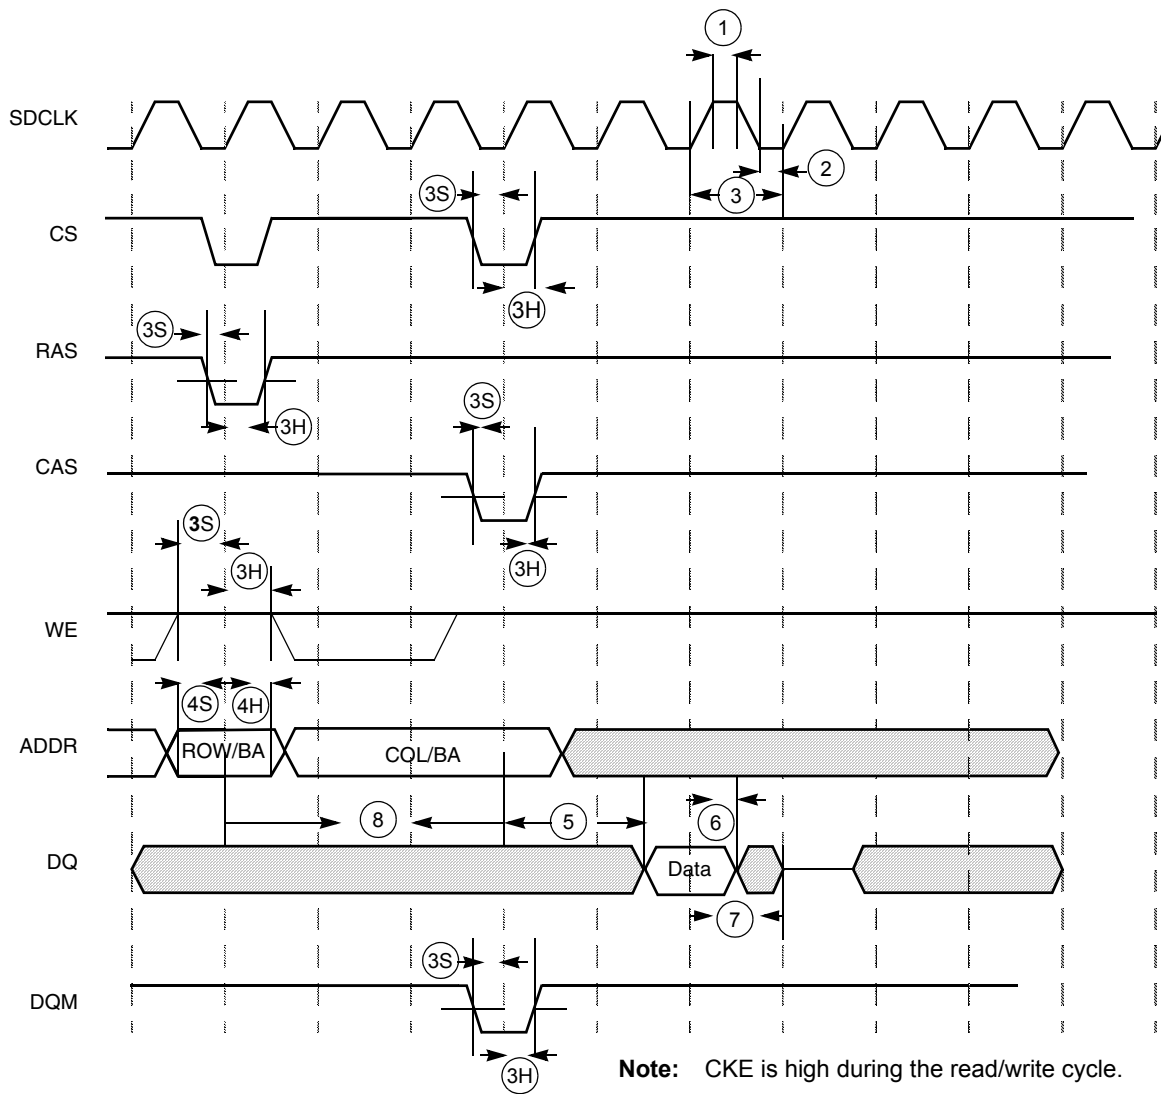 1
SDCLK
2
3
3S
CS
3H
3S
RAS
3S
3H
CAS
3S
3H
3H
WE
4S
4H
ADDR
ROW/BA
COL/BA
8
5
6
DQ
Data
7
3S
DQM
3H
Note: CKE is high during the read/write cycle.